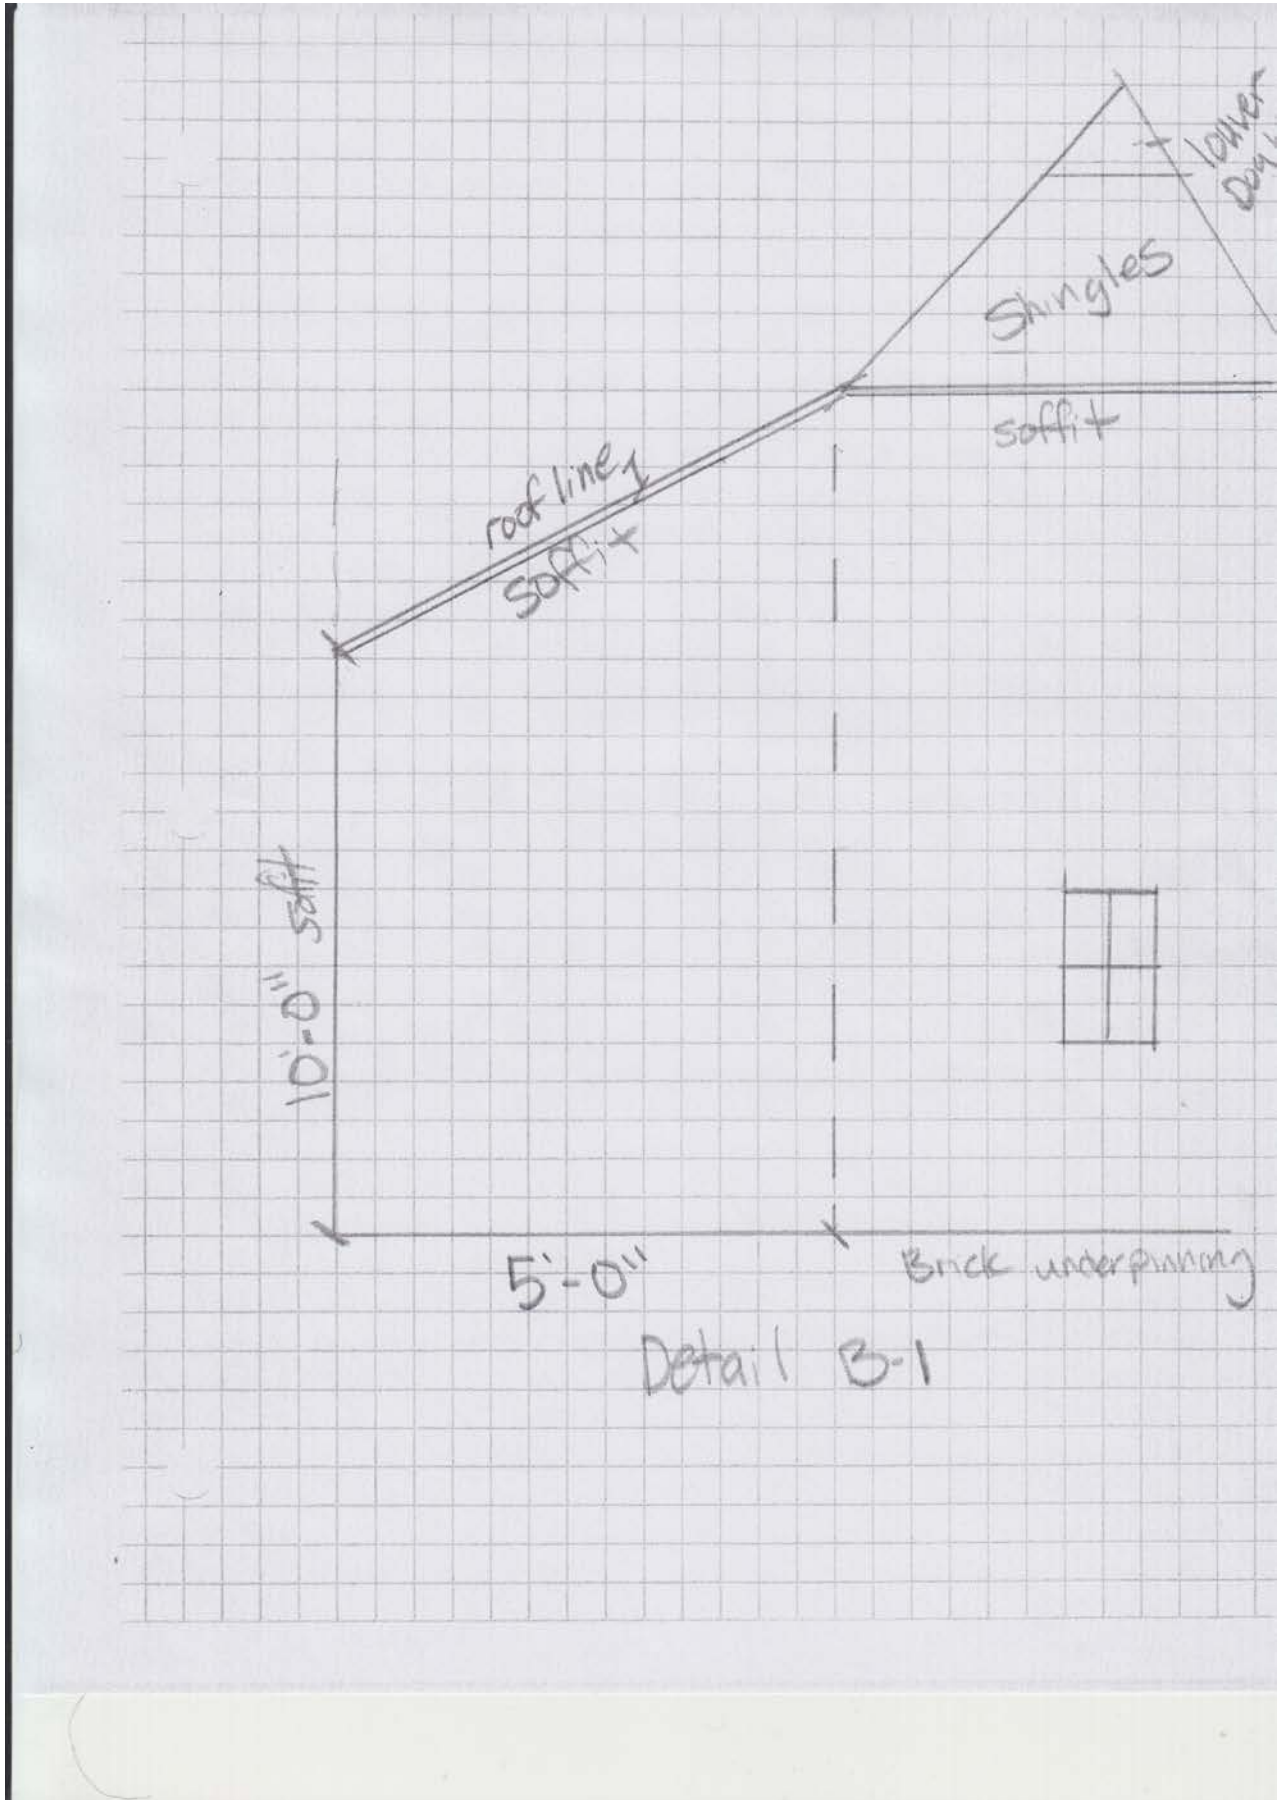 louver
Shingles
soffit
roof line
soffit
10'-0" soffit
5'-0"
Brick underpinning
Detail B-1